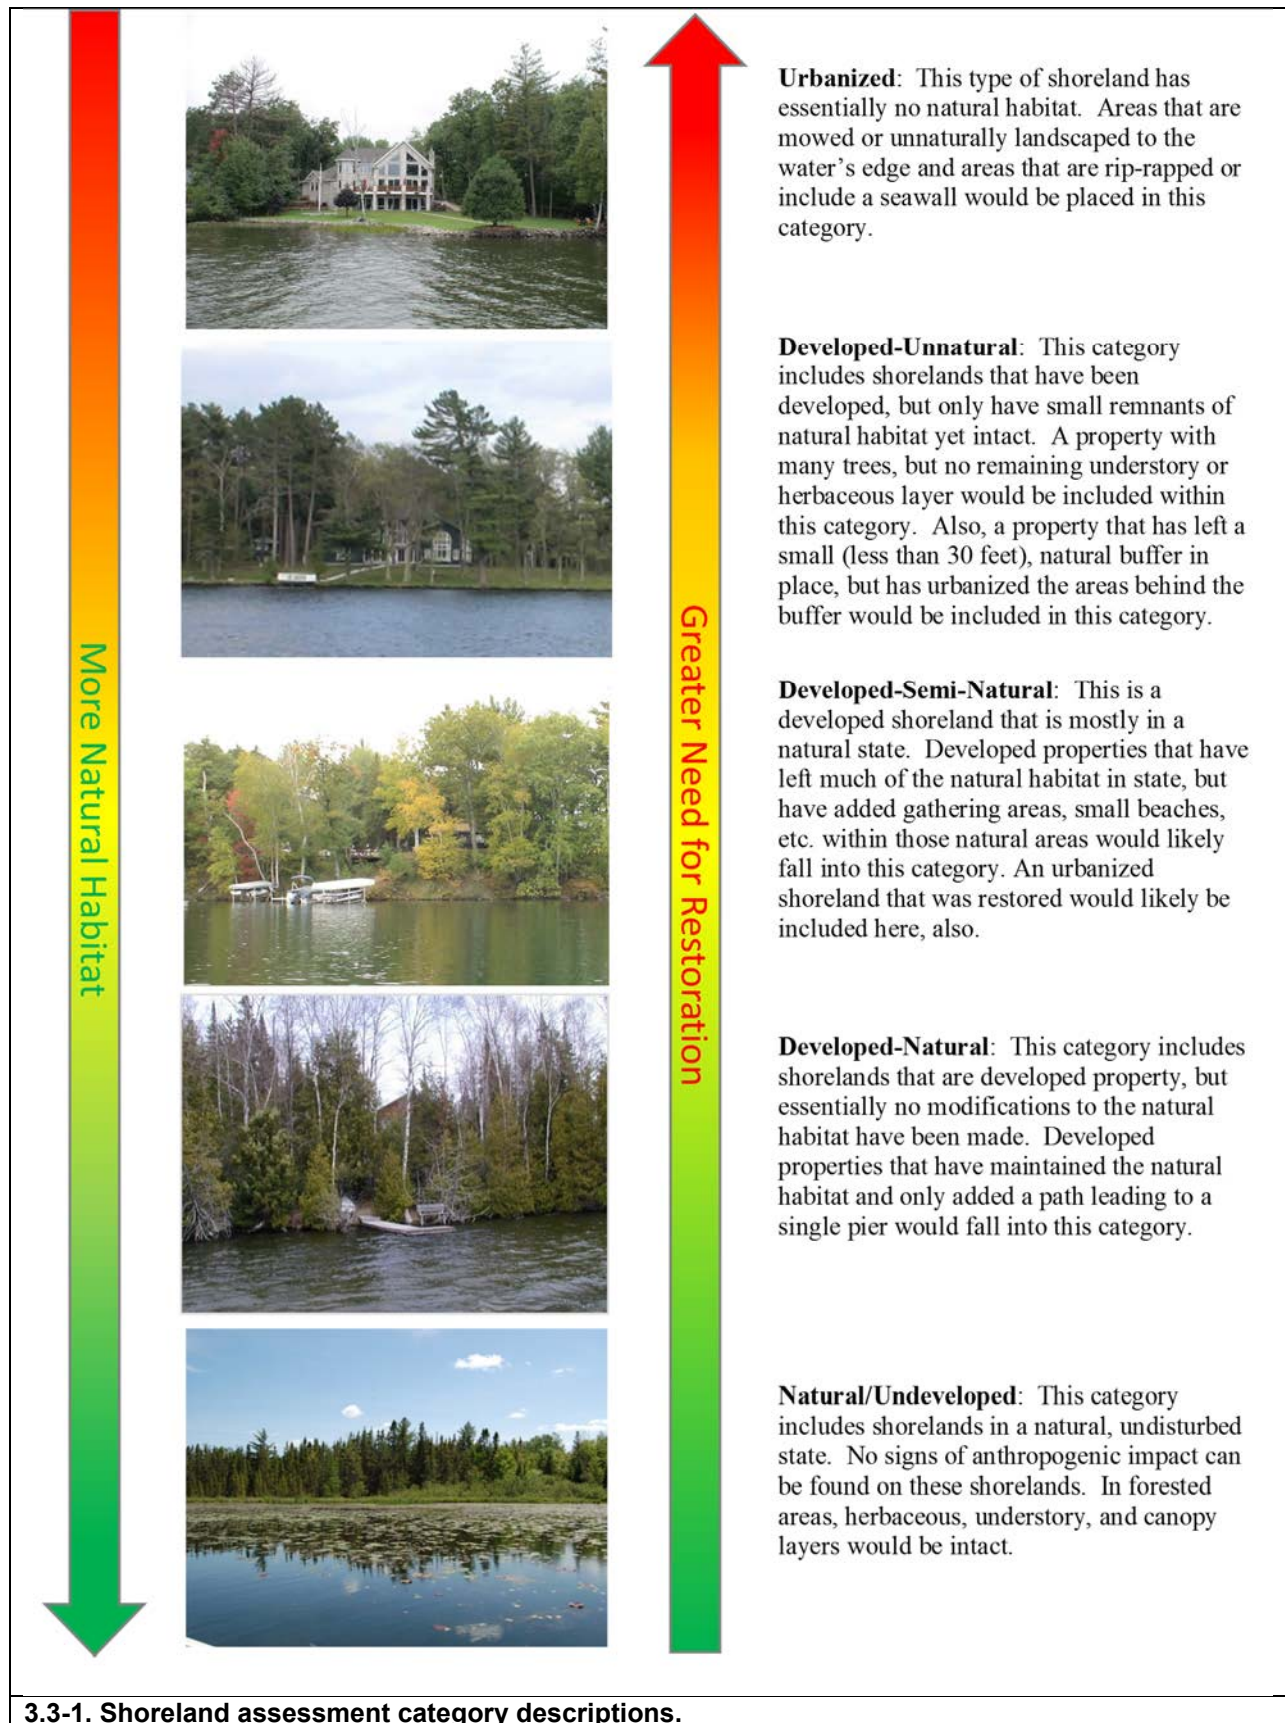 More Natural Habitat
Greater Need for Restoration
Urbanized: This type of shoreland has
essentially no natural habitat. Areas that are
mowed or unnaturally landscaped to the
water’s edge and areas that are rip-rapped or
include a seawall would be placed in this
category.
Developed-Unnatural: This category
includes shorelands that have been
developed, but only have small remnants of
natural habitat yet intact. A property with
many trees, but no remaining understory or
herbaceous layer would be included within
this category. Also, a property that has left a
small (less than 30 feet), natural buffer in
place, but has urbanized the areas behind the
buffer would be included in this category.
Developed-Semi-Natural: This is a
developed shoreland that is mostly in a
natural state. Developed properties that have
left much of the natural habitat in state, but
have added gathering areas, small beaches,
etc. within those natural areas would likely
fall into this category. An urbanized
shoreland that was restored would likely be
included here, also.
Developed-Natural: This category includes
shorelands that are developed property, but
essentially no modifications to the natural
habitat have been made. Developed
properties that have maintained the natural
habitat and only added a path leading to a
single pier would fall into this category.
Natural/Undeveloped: This category
includes shorelands in a natural, undisturbed
state. No signs of anthropogenic impact can
be found on these shorelands. In forested
areas, herbaceous, understory, and canopy
layers would be intact.
3.3-1. Shoreland assessment category descriptions.